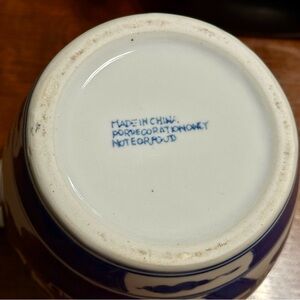 MADE IN CHINA
FOR DECORATION ONLY
NOT FOR FOOD